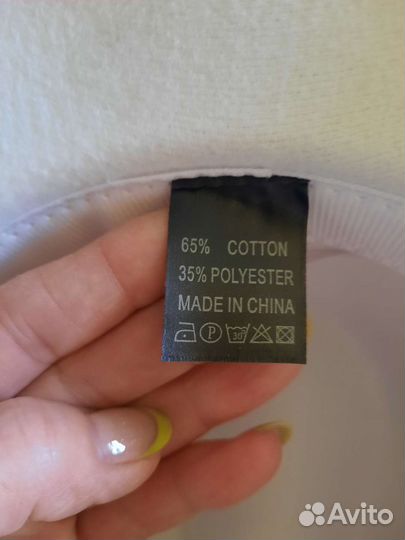 65% COTTON
35% POLYESTER
MADE IN CHINA
P 30
Avito